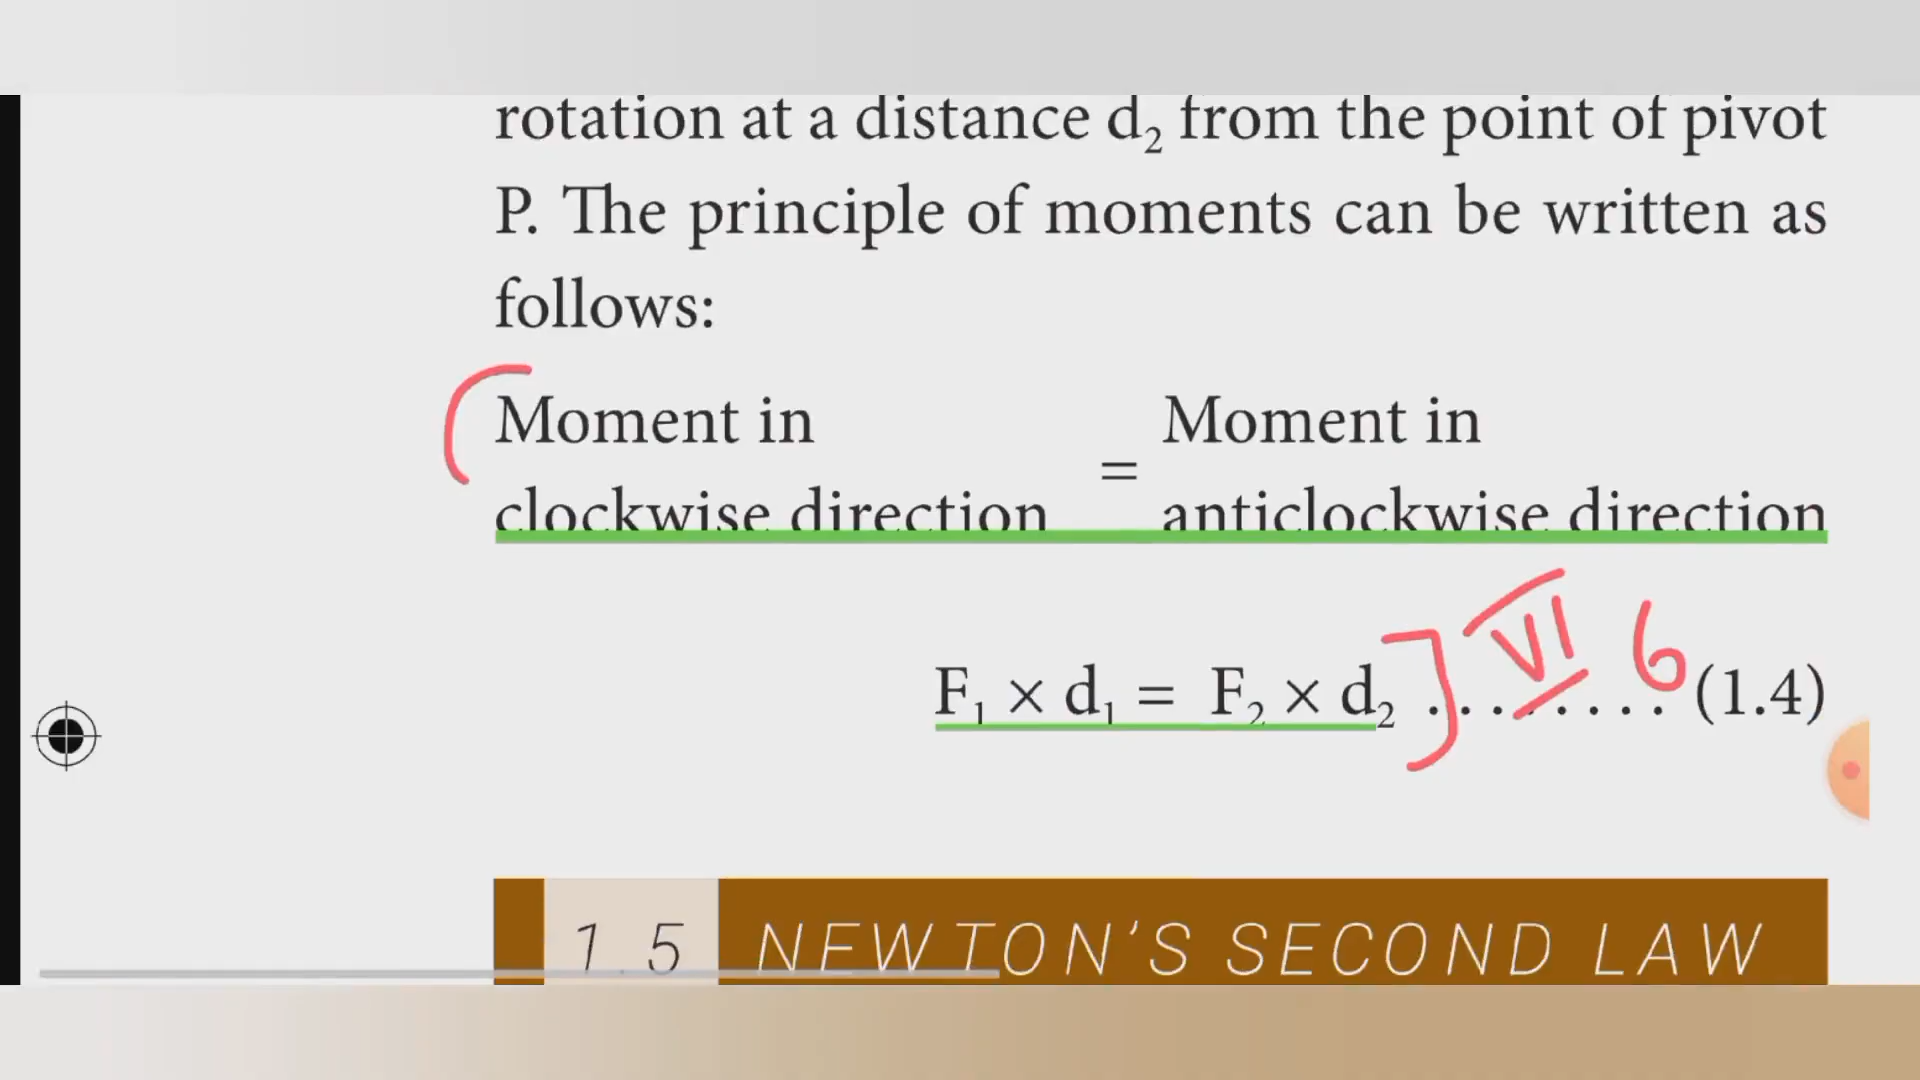 rotation at a distance d₂ from the point of pivot
P. The principle of moments can be written as
follows:
Moment in clockwise direction = Moment in anticlockwise direction
VI 6
F₁ × d₁ = F₂ × d₂ . . . . . . . . (1.4)
1.5 NEWTON’S SECOND LAW